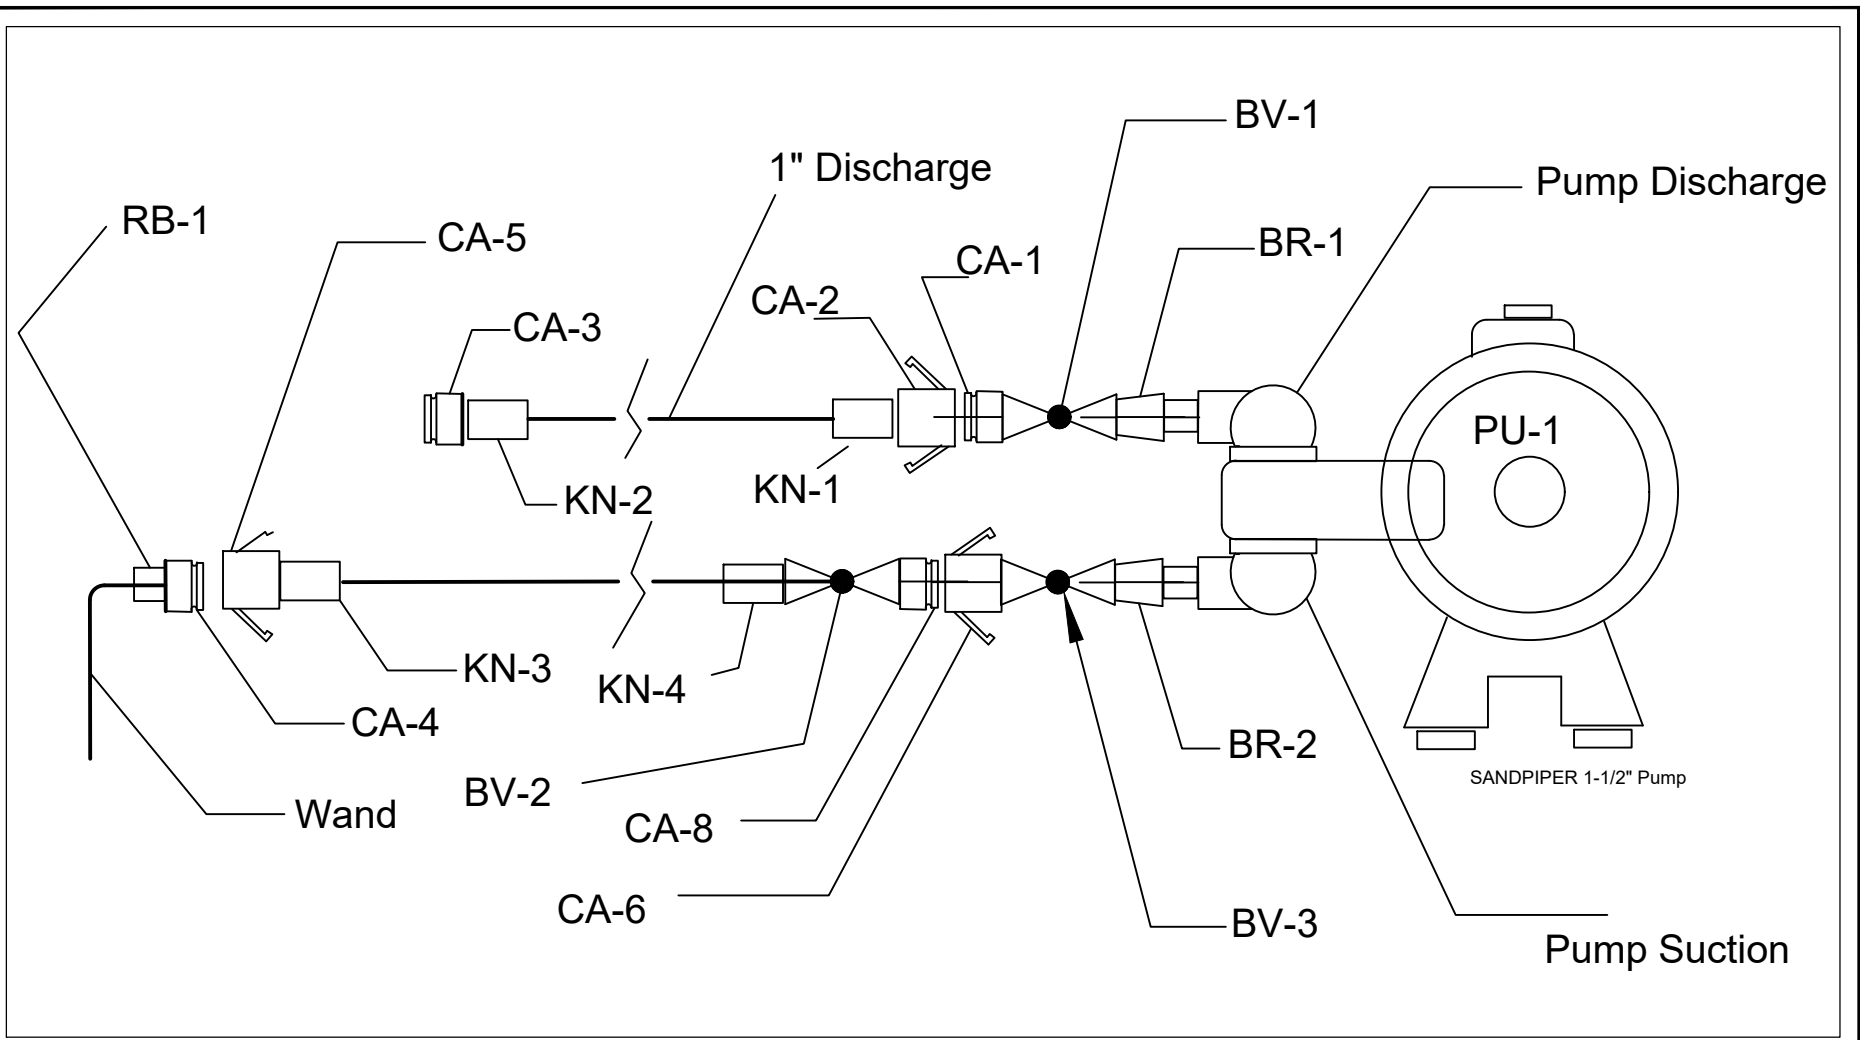 BV-1
1" Discharge
Pump Discharge
RB-1
CA-5
BR-1
CA-1
CA-2
CA-3
PU-1
KN-1
KN-2
KN-3
KN-4
CA-4
BR-2
SANDPIPER 1-1/2" Pump
BV-2
Wand
CA-8
CA-6
BV-3
Pump Suction